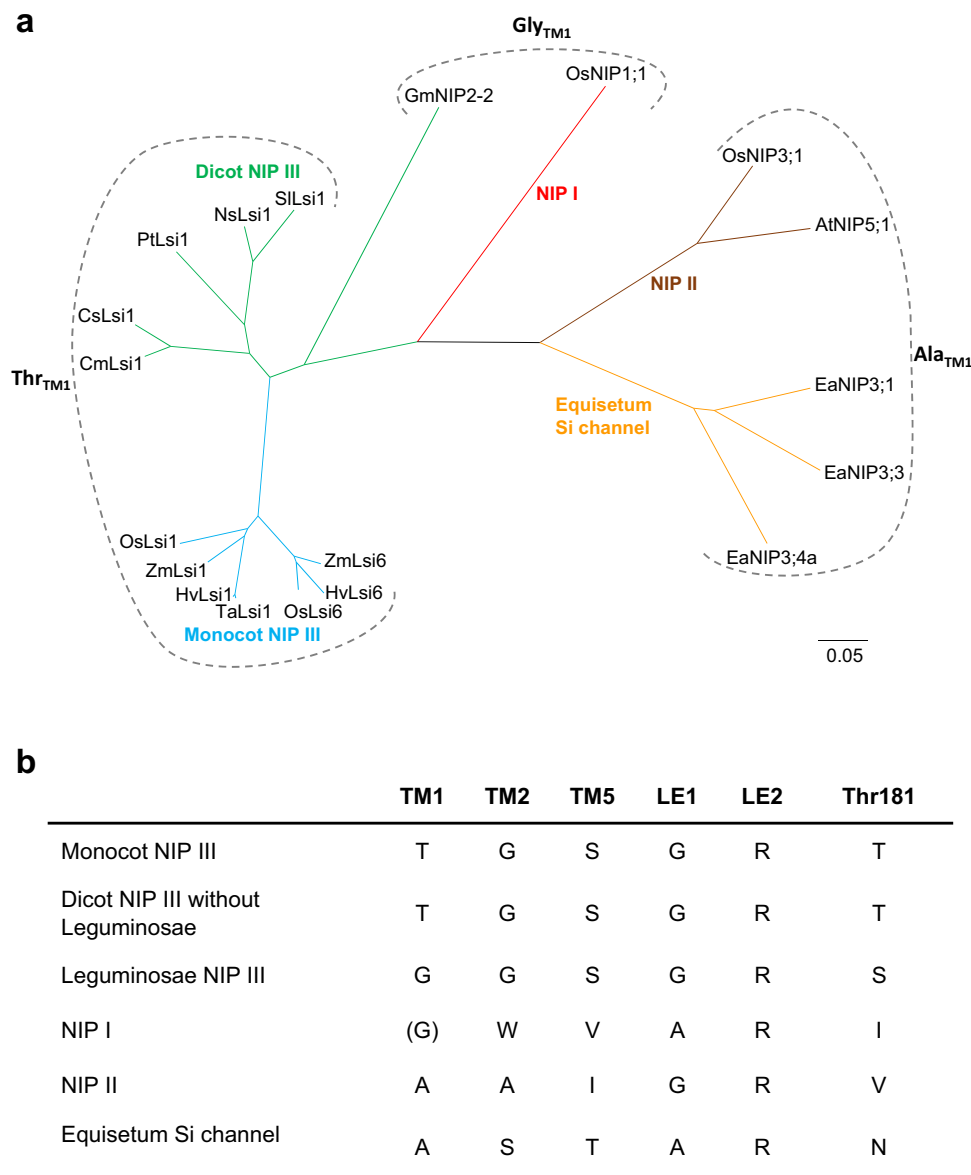 a
Gly_TM1
OsNIP1;1
GmNIP2-2
OsNIP3;1
Dicot NIP III
SlLsi1
NIP I
NsLsi1
AtNIP5;1
PtLsi1
NIP II
CsLsi1
CmLsi1
Thr_TM1
Ala_TM1
EaNIP3;1
Equisetum
Si channel
EaNIP3;3
OsLsi1
EaNIP3;4a
ZmLsi6
ZmLsi1
HvLsi1
HvLsi6
TaLsi1
OsLsi6
Monocot NIP III
0.05
b
TM1 TM2 TM5 LE1 LE2 Thr181
Monocot NIP III T G S G R T
Dicot NIP III without
Leguminosae T G S G R T
Leguminosae NIP III G G S G R S
NIP I (G) W V A R I
NIP II A A I G R V
Equisetum Si channel A S T A R N